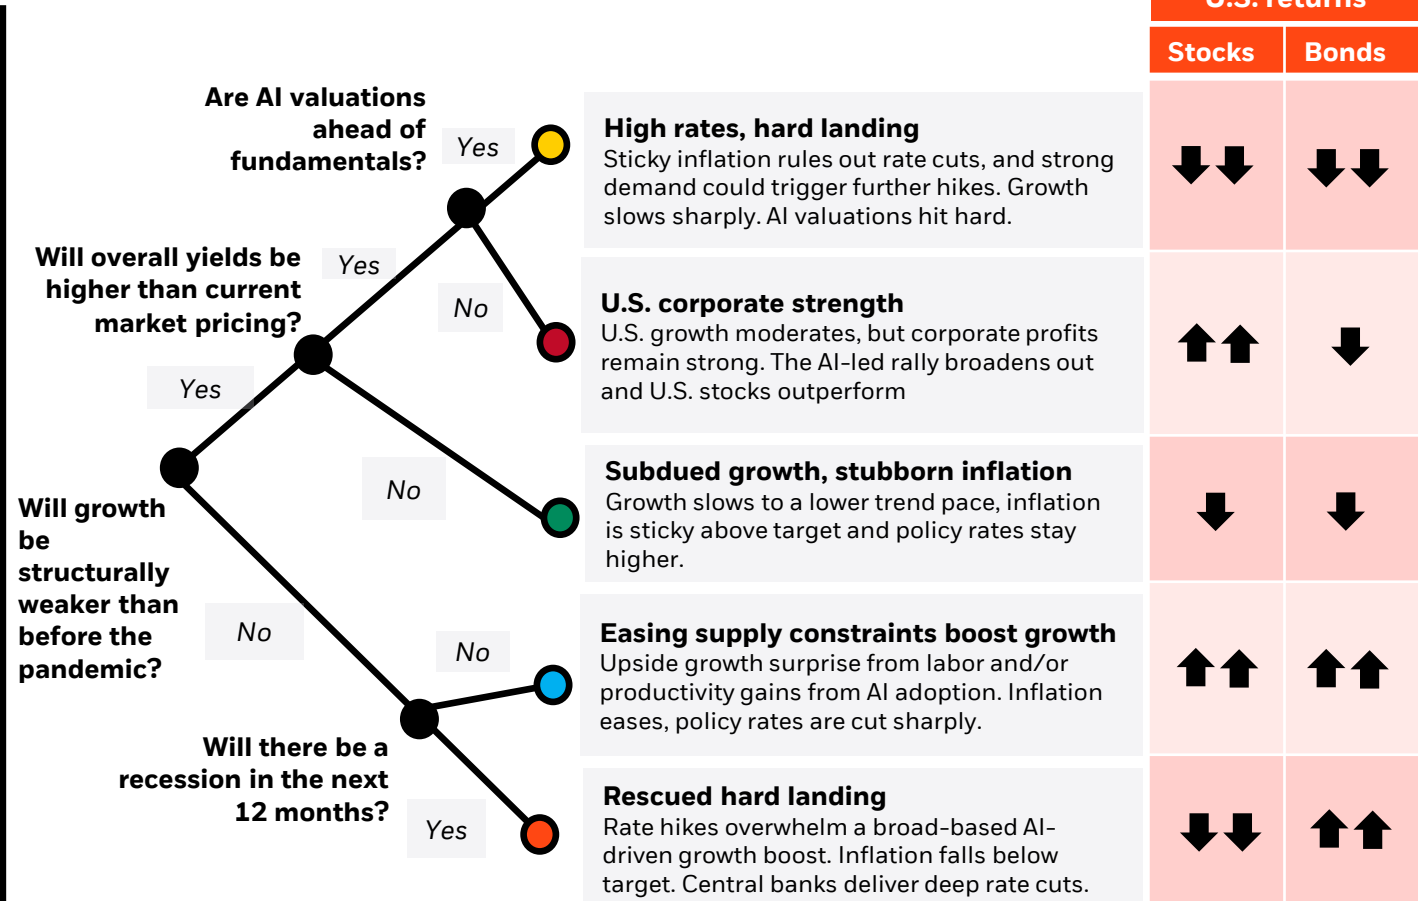 U.S. returns
Stocks Bonds
Are AI valuations
ahead of
fundamentals?
Yes
High rates, hard landing
Sticky inflation rules out rate cuts, and strong
demand could trigger further hikes. Growth
slows sharply. AI valuations hit hard.
Will overall yields be
higher than current
market pricing?
Yes
No
U.S. corporate strength
U.S. growth moderates, but corporate profits
remain strong. The AI-led rally broadens out
and U.S. stocks outperform
Yes
No
Subdued growth, stubborn inflation
Growth slows to a lower trend pace, inflation
is sticky above target and policy rates stay
higher.
Will growth
be
structurally
weaker than
before the
pandemic?
No
No
Easing supply constraints boost growth
Upside growth surprise from labor and/or
productivity gains from AI adoption. Inflation
eases, policy rates are cut sharply.
Will there be a
recession in the next
12 months?
Yes
Rescued hard landing
Rate hikes overwhelm a broad-based AI-
driven growth boost. Inflation falls below
target. Central banks deliver deep rate cuts.